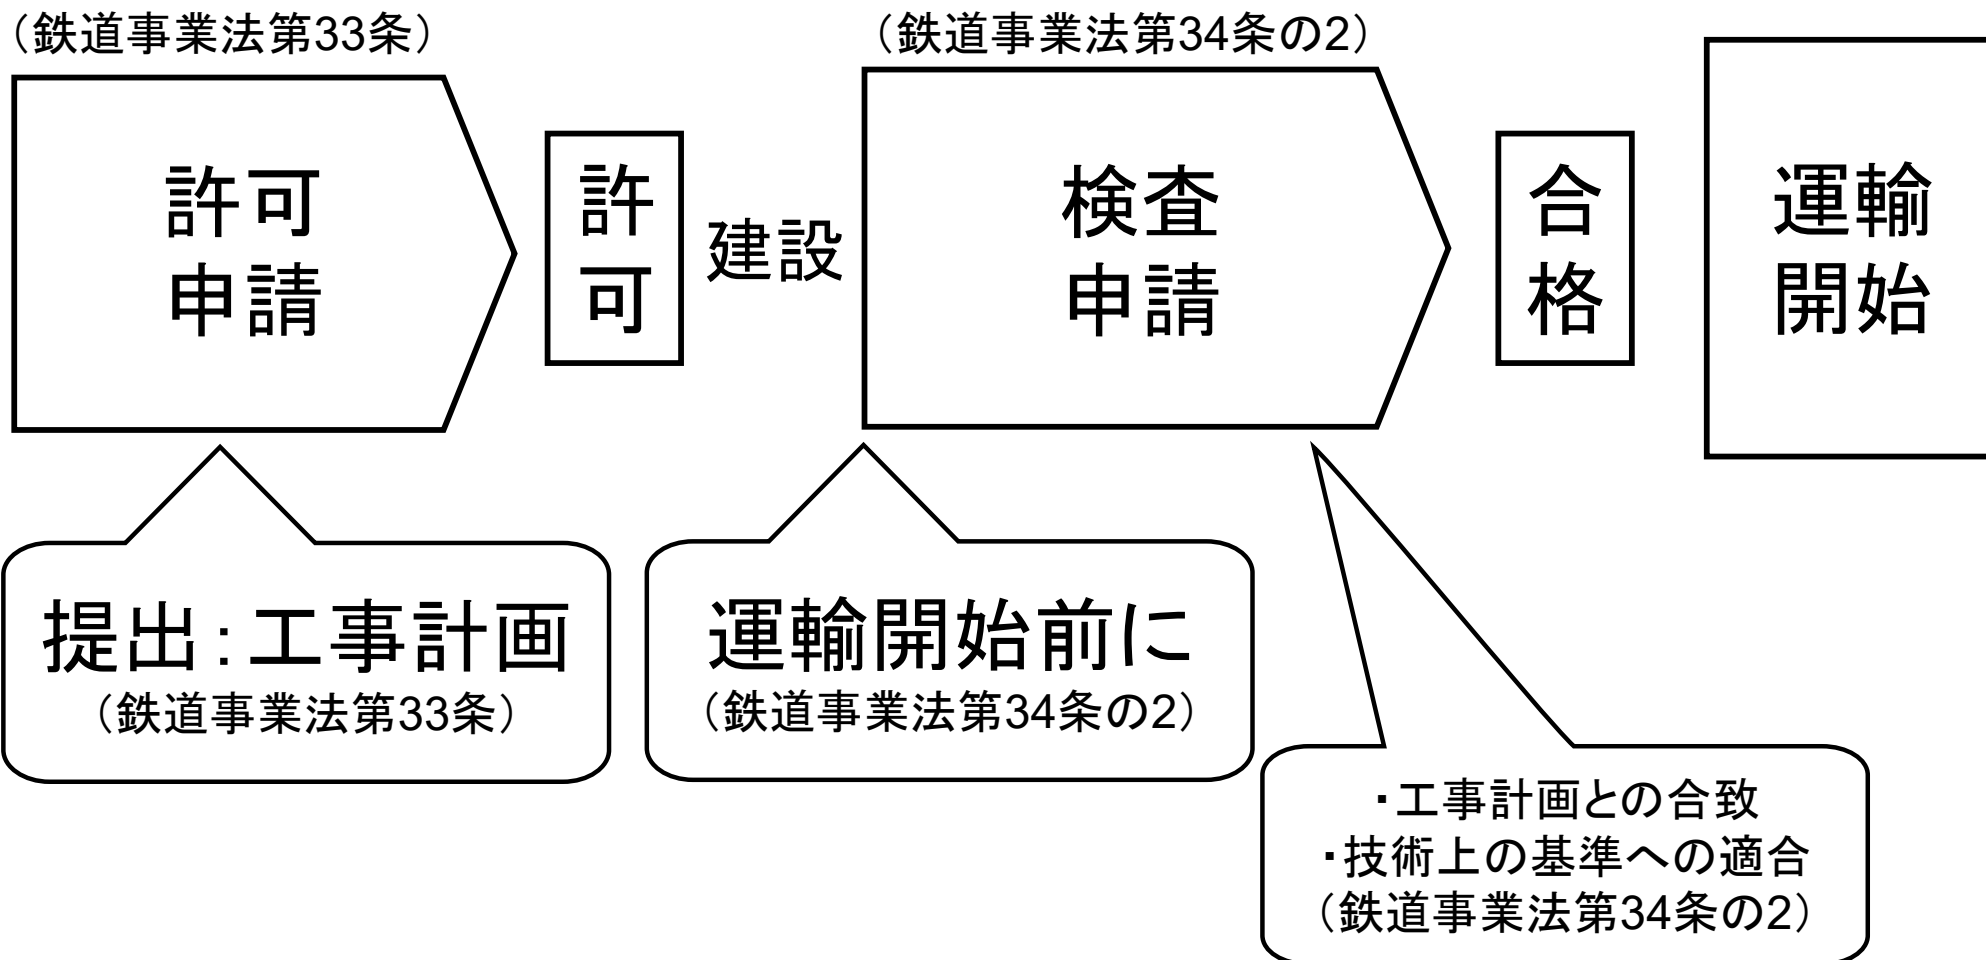 （鉄道事業法第33条）
許可
申請
許
可
建設
（鉄道事業法第34条の2）
検査
申請
合
格
運輸
開始
提出：工事計画
（鉄道事業法第33条）
運輸開始前に
（鉄道事業法第34条の2）
・工事計画との合致
・技術上の基準への適合
（鉄道事業法第34条の2）